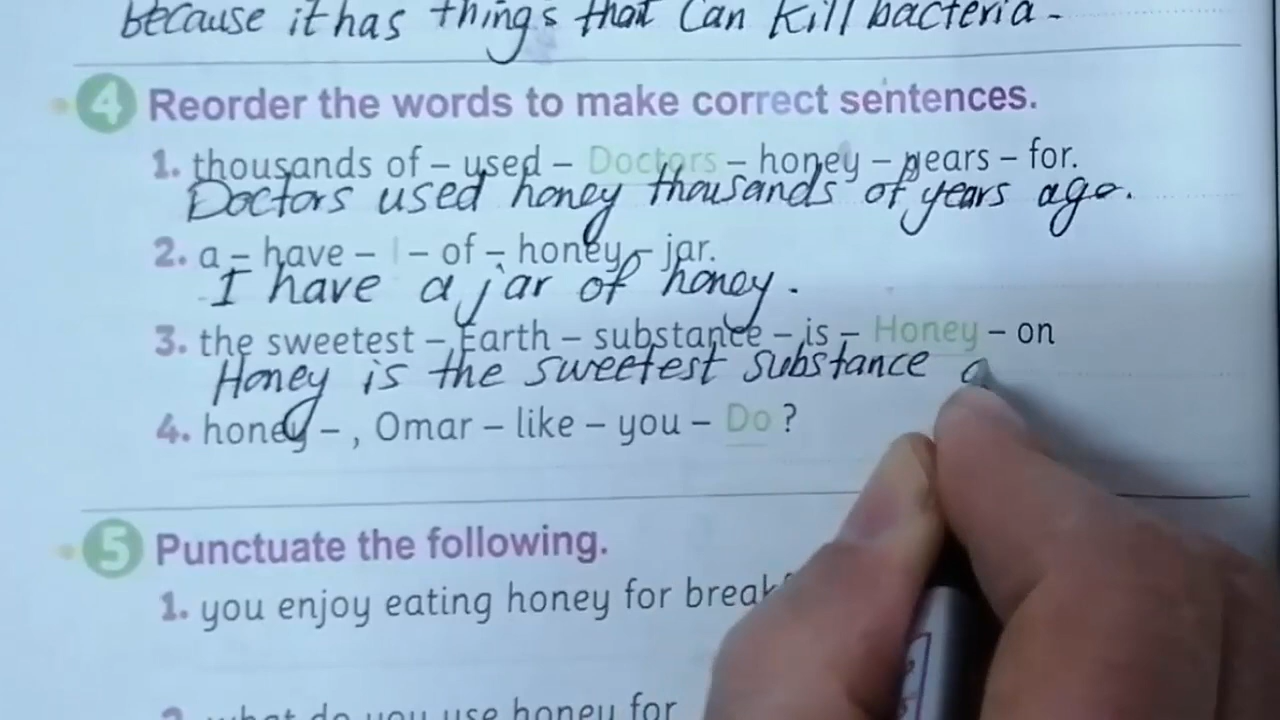 because it has things that can kill bacteria.
4 Reorder the words to make correct sentences.
1. thousands of – used – Doctors – honey – years – for.
Doctors used honey thousands of years ago.
2. a – have – I – of – honey – jar.
I have a jar of honey.
3. the sweetest – Earth – substance – is – Honey – on
Honey is the sweetest substance
4. honey – , Omar – like – you – Do ?
5 Punctuate the following.
1. you enjoy eating honey for
2. what do you use honey for